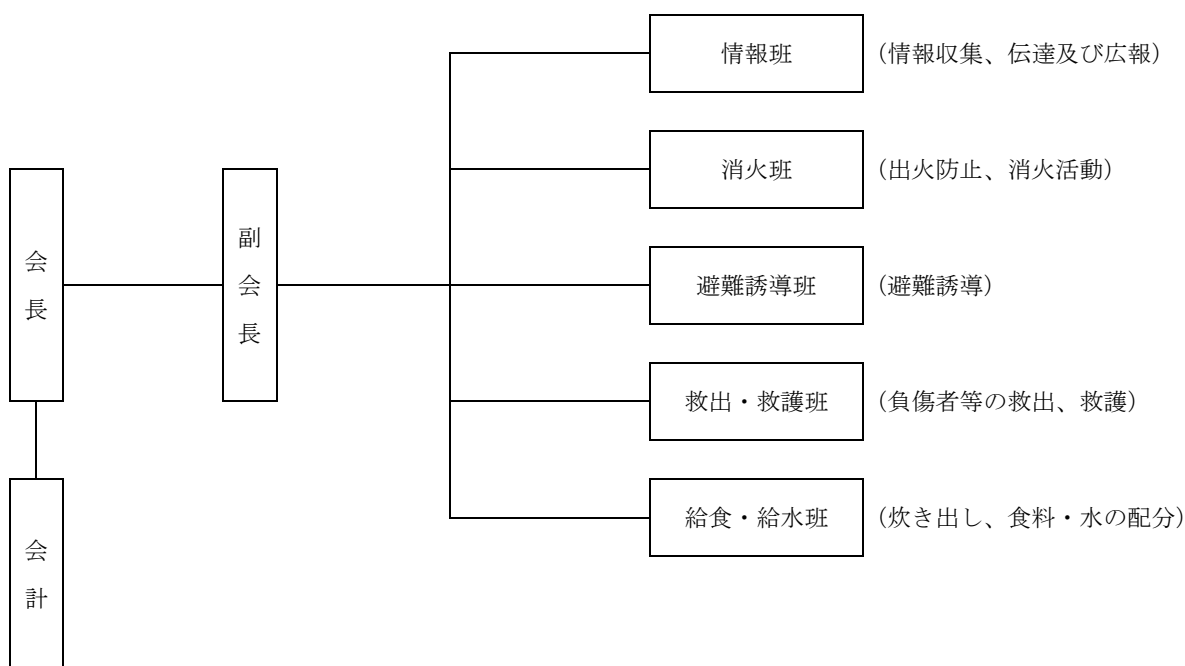 情報班 (情報収集、伝達及び広報)
消火班 (出火防止、消火活動)
会長
副会長
避難誘導班 (避難誘導)
救出・救護班 (負傷者等の救出、救護)
給食・給水班 (炊き出し、食料・水の配分)
会計